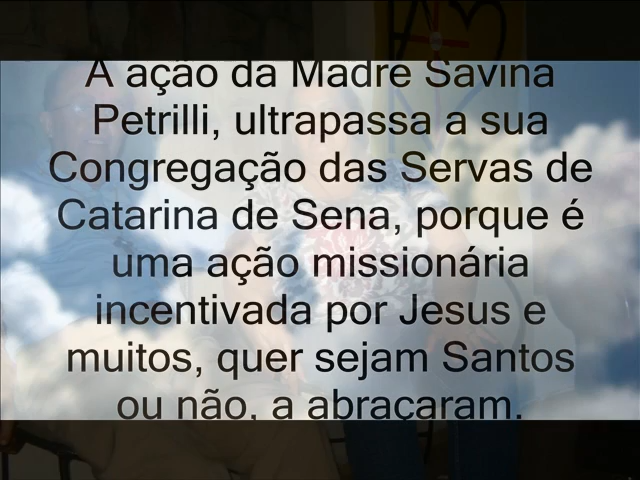 A ação da Madre Savina
Petrilli, ultrapassa a sua
Congregação das Servas de
Catarina de Sena, porque é
uma ação missionária
incentivada por Jesus e
muitos, quer sejam Santos
ou não, a abraçaram.